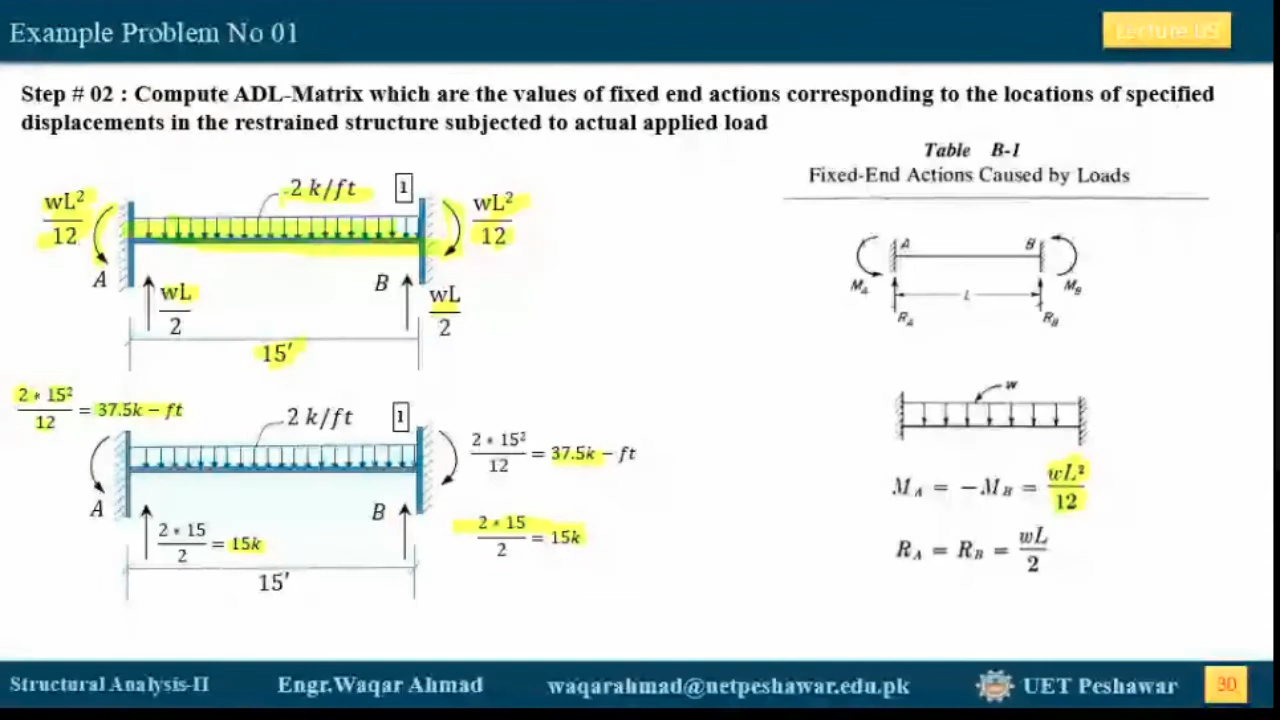 Example Problem No 01
Lecture 05
Step # 02 : Compute ADL-Matrix which are the values of fixed end actions corresponding to the locations of specified
displacements in the restrained structure subjected to actual applied load
Table B-1
Fixed-End Actions Caused by Loads
wL²/12
2 k/ft
1
wL²/12
A
B
wL/2
wL/2
15′
A
B
M_A
M_B
L
R_A
R_B
2 * 15²/12 = 37.5k − ft
2 k/ft
1
2 * 15²/12 = 37.5k − ft
A
B
2 * 15/2 = 15k
2 * 15/2 = 15k
15′
w
M_A = −M_B = wL²/12
R_A = R_B = wL/2
Structural Analysis-II
Engr.Waqar Ahmad
waqarahmad@uetpeshawar.edu.pk
UET Peshawar
30